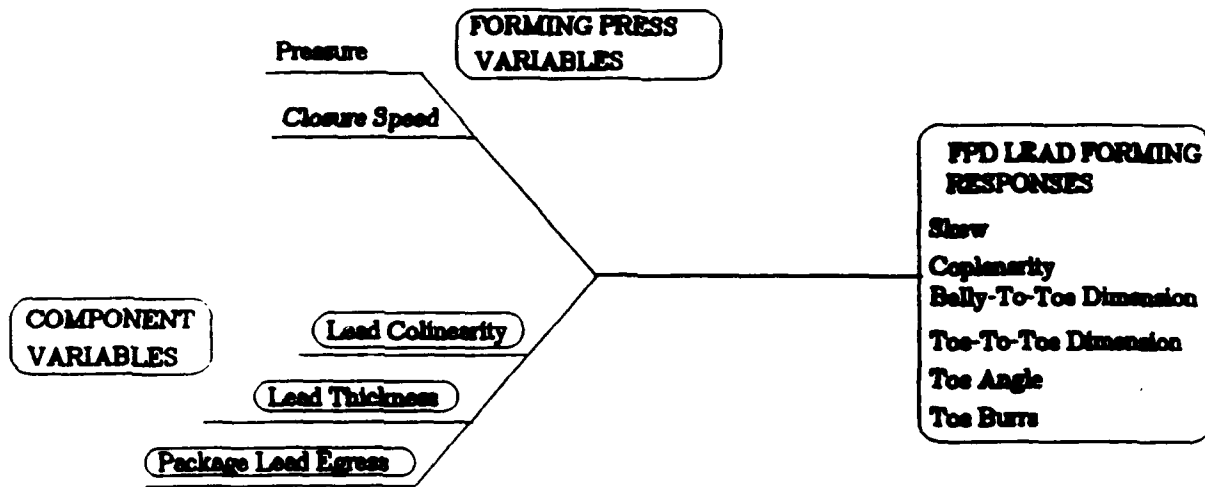 FORMING PRESS
VARIABLES
Pressure
Closure Speed
FPD LEAD FORMING
RESPONSES
Skew
Coplanarity
Belly-To-Toe Dimension
Toe-To-Toe Dimension
Toe Angle
Toe Burrs
COMPONENT
VARIABLES
Lead Colinearity
Lead Thickness
Package Lead Egress